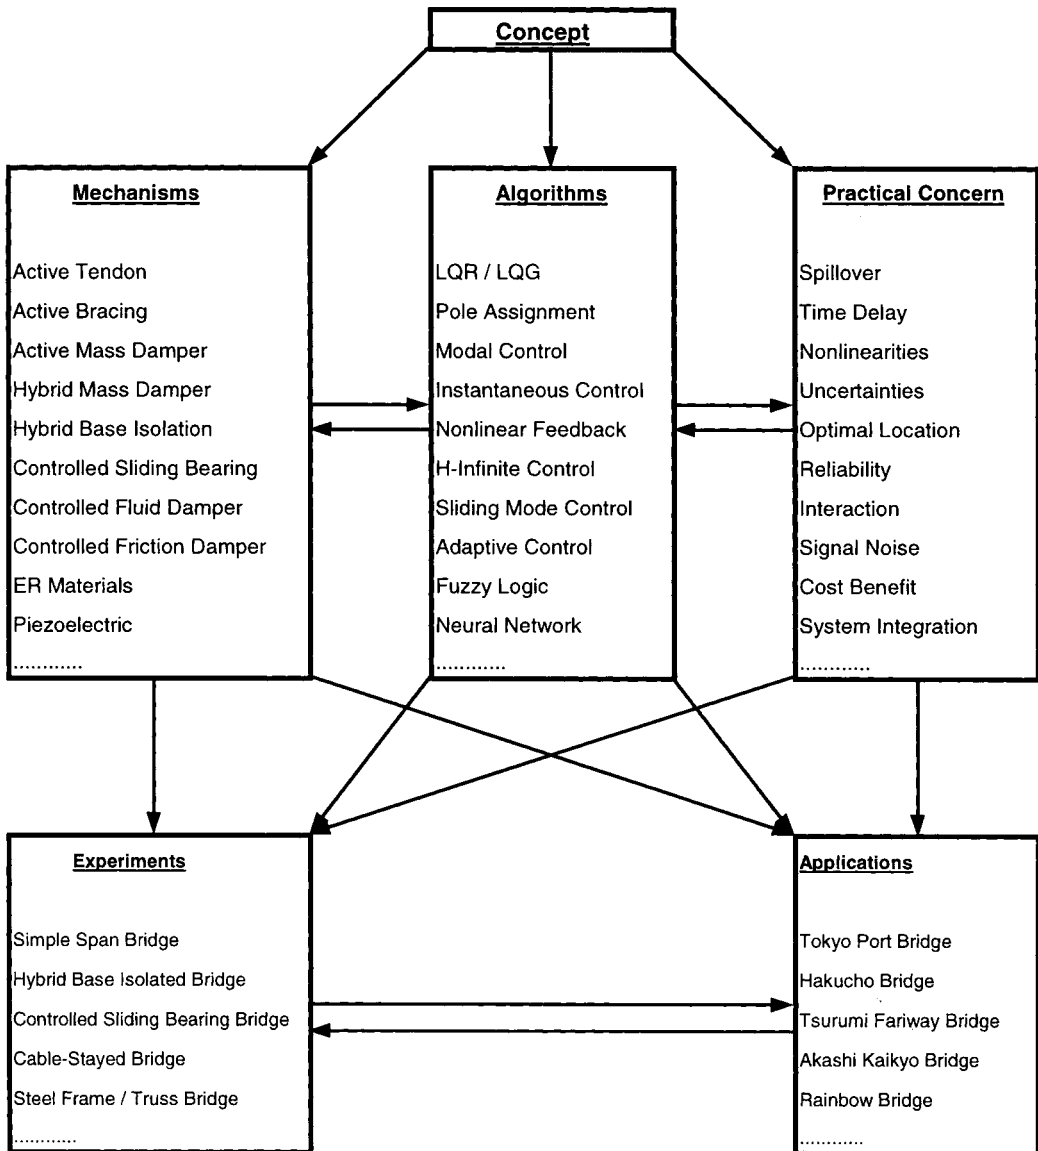 Concept
Mechanisms
Active Tendon
Active Bracing
Active Mass Damper
Hybrid Mass Damper
Hybrid Base Isolation
Controlled Sliding Bearing
Controlled Fluid Damper
Controlled Friction Damper
ER Materials
Piezoelectric
............
Algorithms
LQR / LQG
Pole Assignment
Modal Control
Instantaneous Control
Nonlinear Feedback
H-Infinite Control
Sliding Mode Control
Adaptive Control
Fuzzy Logic
Neural Network
............
Practical Concern
Spillover
Time Delay
Nonlinearities
Uncertainties
Optimal Location
Reliability
Interaction
Signal Noise
Cost Benefit
System Integration
............
Experiments
Simple Span Bridge
Hybrid Base Isolated Bridge
Controlled Sliding Bearing Bridge
Cable-Stayed Bridge
Steel Frame / Truss Bridge
............
Applications
Tokyo Port Bridge
Hakucho Bridge
Tsurumi Fariway Bridge
Akashi Kaikyo Bridge
Rainbow Bridge
............